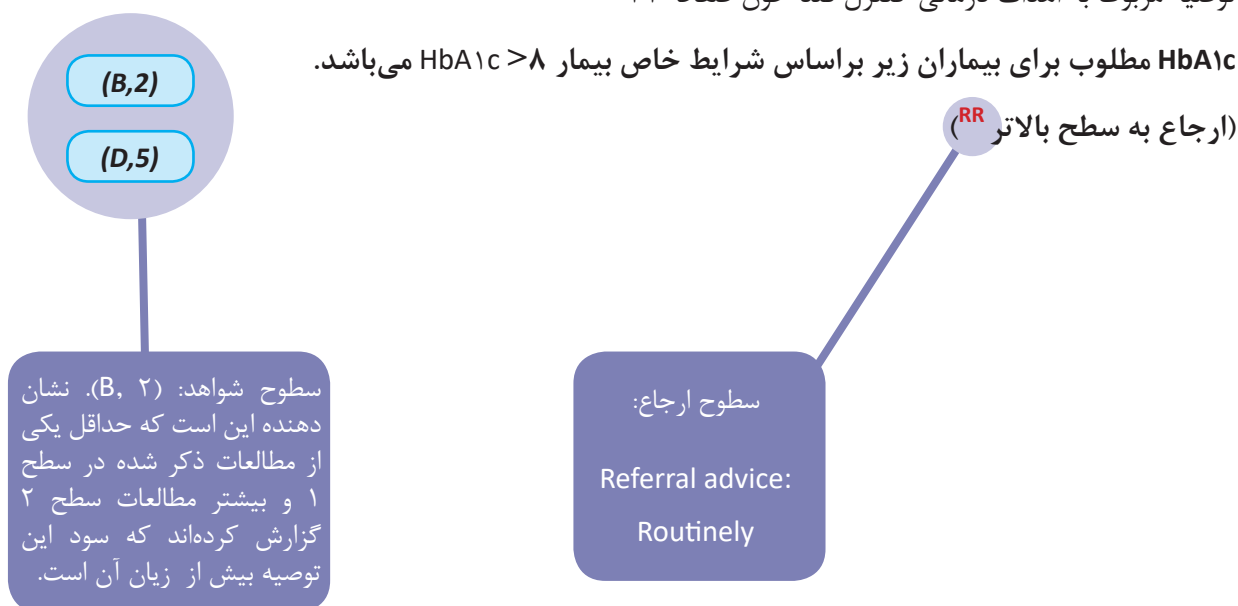 HbA۱c مطلوب برای بیماران زیر براساس شرایط خاص بیمار HbA۱c >۸ می‌باشد.
(ارجاع به سطح بالاتر RR)
(B,2)
(D,5)
سطوح شواهد: (B, ۲). نشان
دهنده این است که حداقل یکی
از مطالعات ذکر شده در سطح
۱ و بیشتر مطالعات سطح ۲
گزارش کرده‌اند که سود این
توصیه بیش از زیان آن است.
سطوح ارجاع:
Referral advice:
Routinely